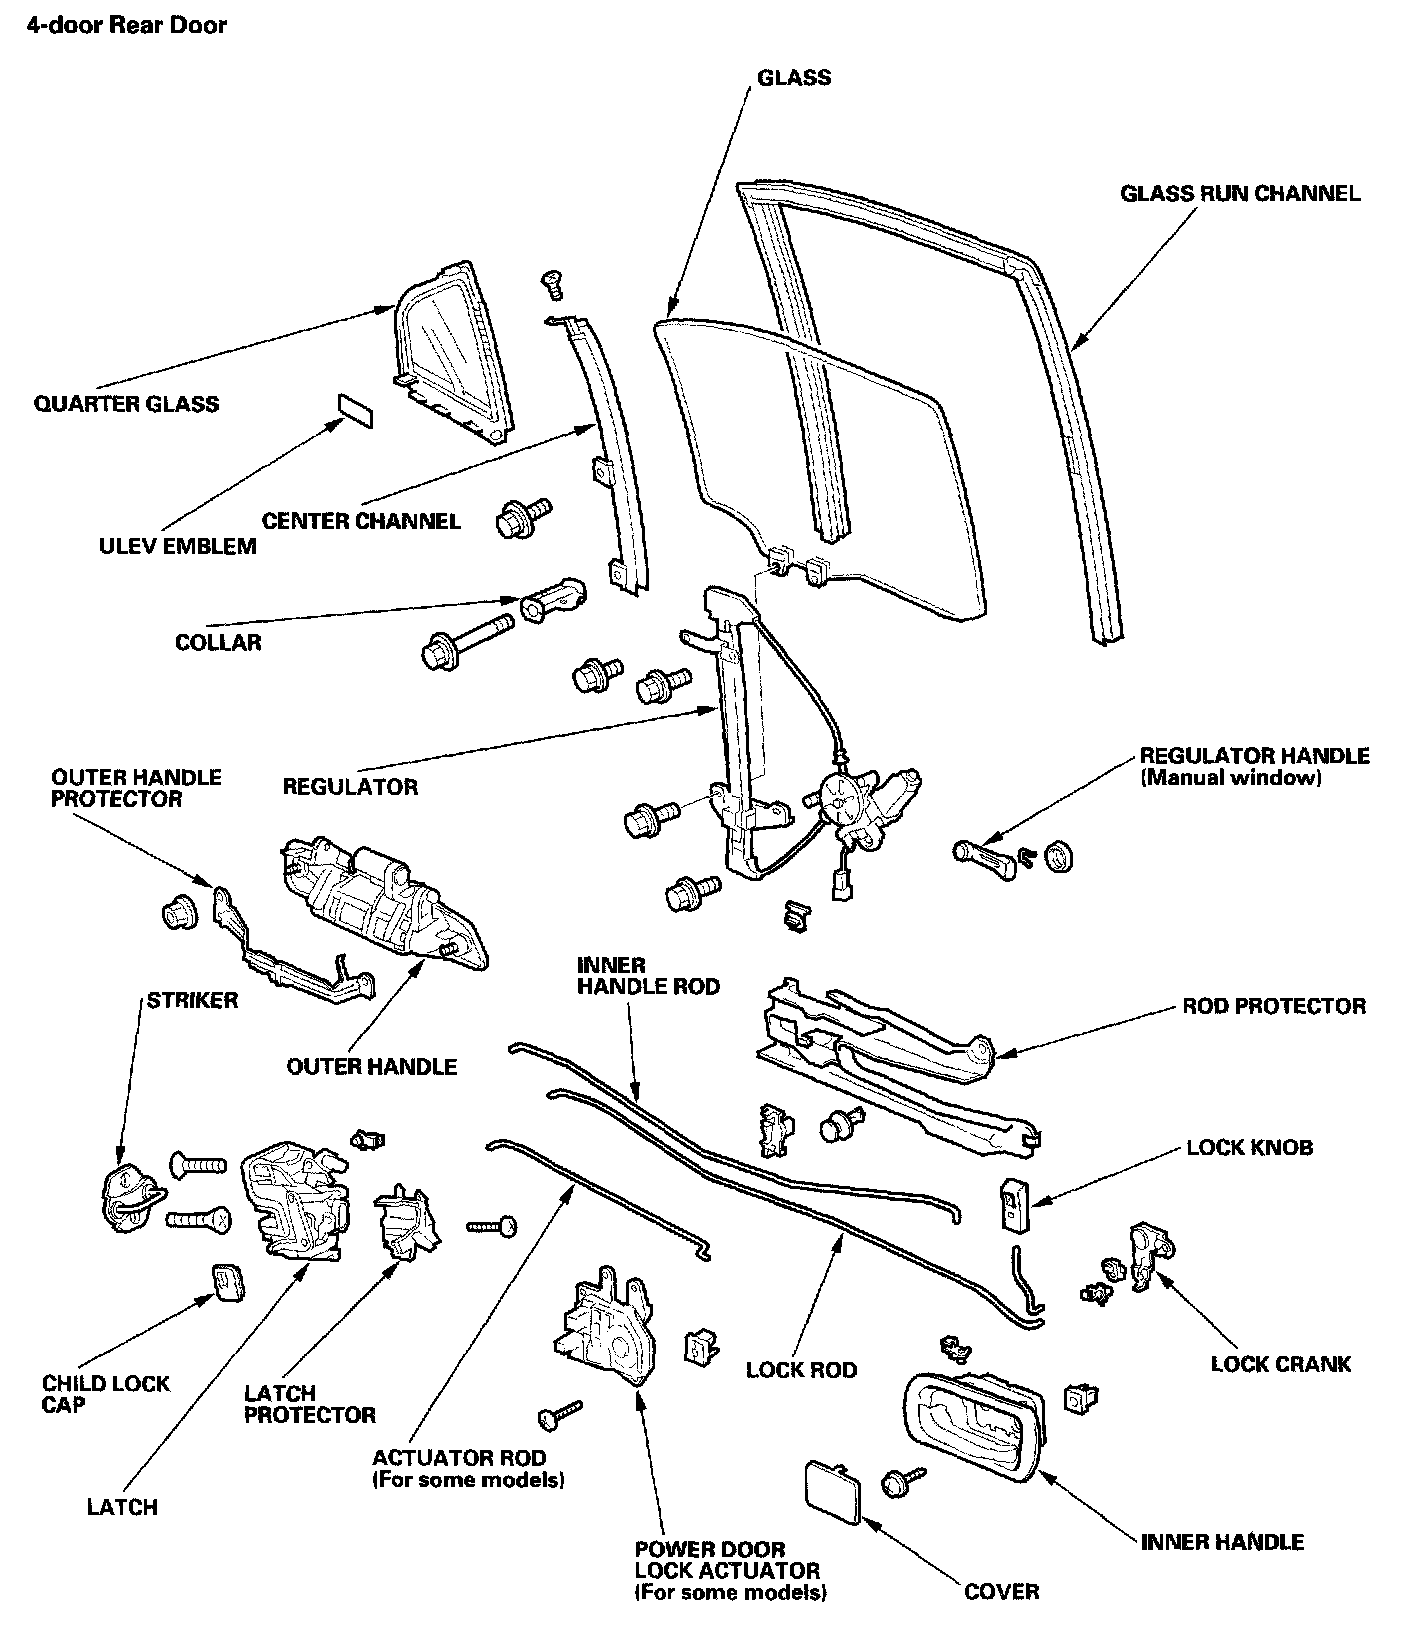 4-door Rear Door
GLASS
GLASS RUN CHANNEL
QUARTER GLASS
ULEV EMBLEM
CENTER CHANNEL
COLLAR
REGULATOR
REGULATOR HANDLE
(Manual window)
OUTER HANDLE
PROTECTOR
STRIKER
OUTER HANDLE
INNER
HANDLE ROD
ROD PROTECTOR
LOCK KNOB
LOCK CRANK
LOCK ROD
CHILD LOCK
CAP
LATCH
PROTECTOR
ACTUATOR ROD
(For some models)
LATCH
POWER DOOR
LOCK ACTUATOR
(For some models)
INNER HANDLE
COVER